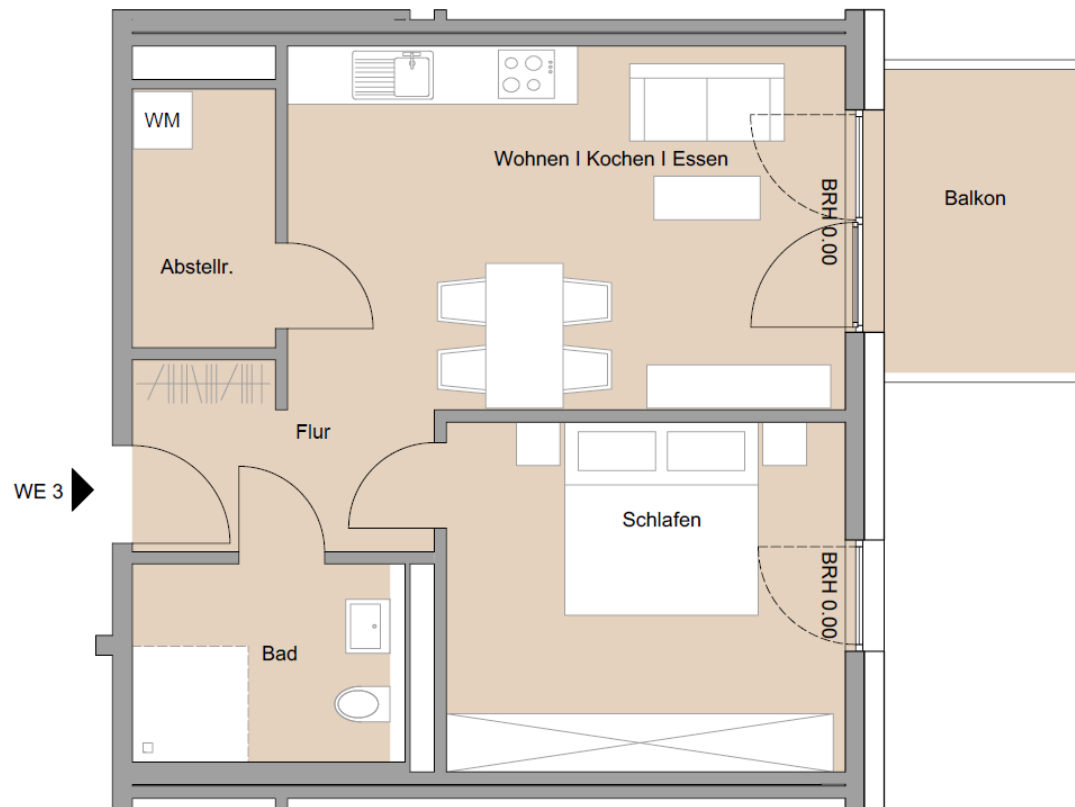 WM
Wohnen I Kochen I Essen
BRH 0.00
Balkon
Abstellr.
Flur
WE 3
Schlafen
BRH 0.00
Bad